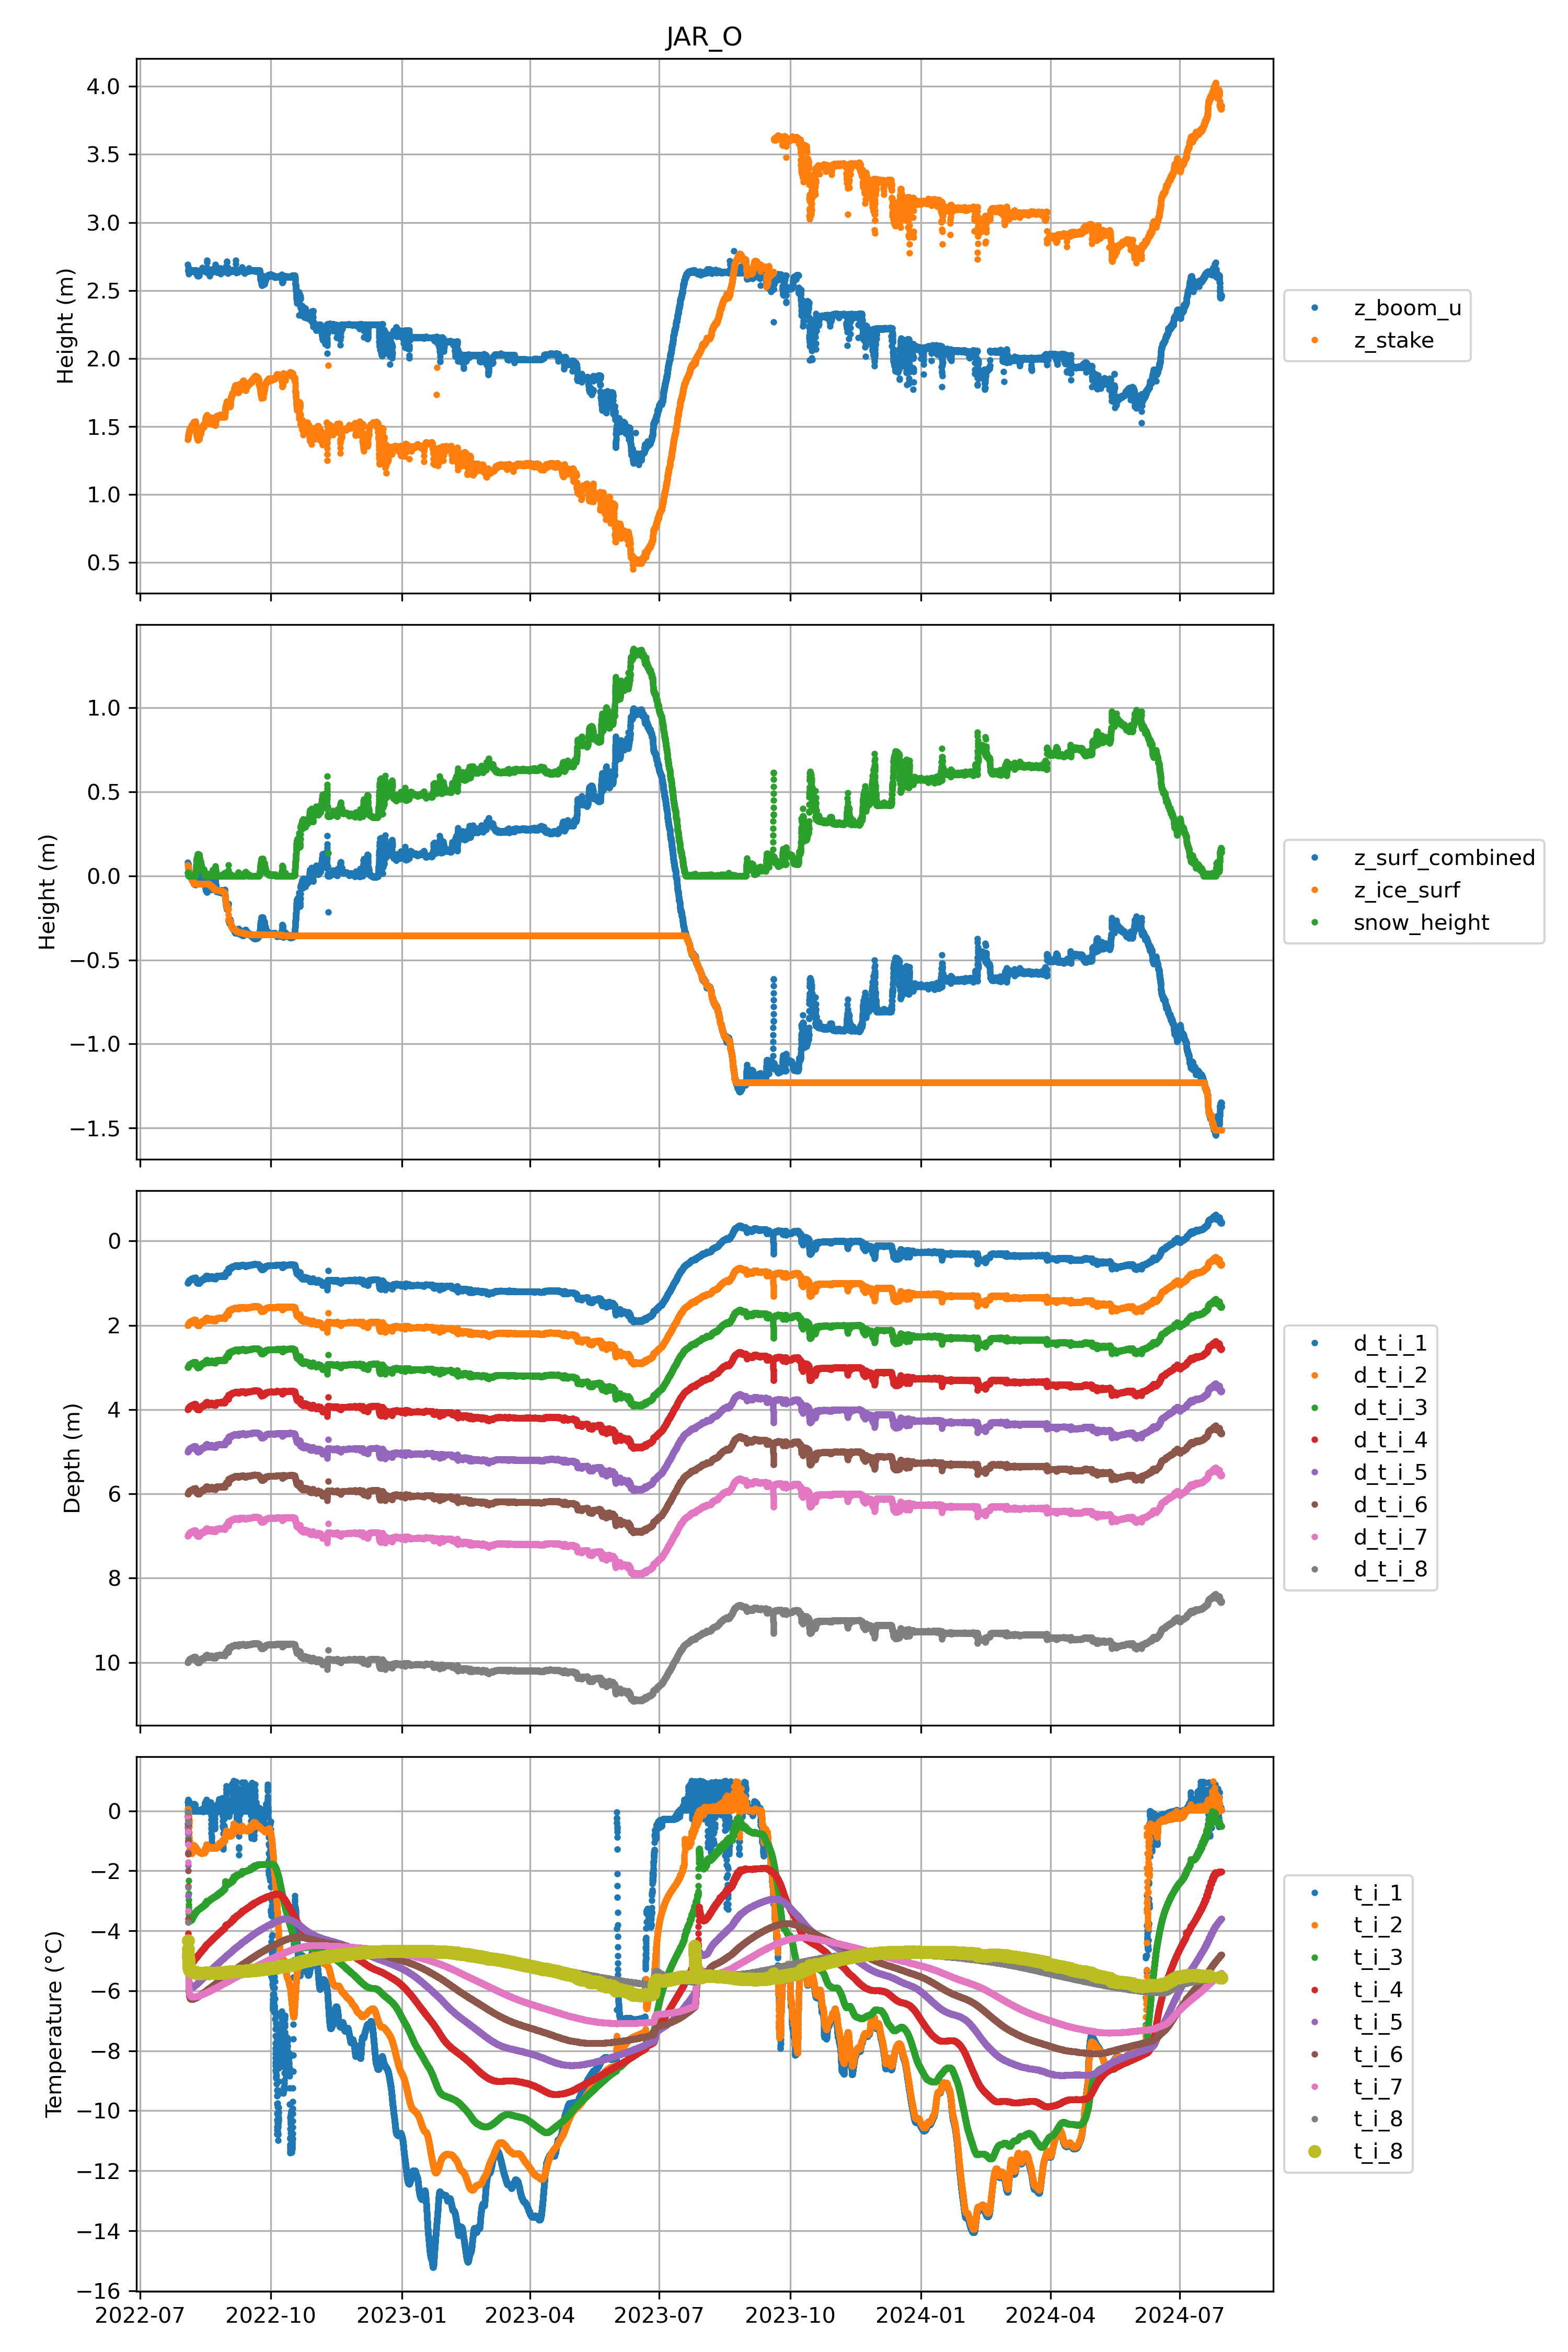 JAR_O
4.0
3.5
3.0
2.5
2.0
1.5
1.0
0.5
Height (m)
z_boom_u
z_stake
1.0
0.5
0.0
−0.5
−1.0
−1.5
Height (m)
z_surf_combined
z_ice_surf
snow_height
0
2
4
6
8
10
Depth (m)
d_t_i_1
d_t_i_2
d_t_i_3
d_t_i_4
d_t_i_5
d_t_i_6
d_t_i_7
d_t_i_8
0
−2
−4
−6
−8
−10
−12
−14
−16
Temperature (°C)
t_i_1
t_i_2
t_i_3
t_i_4
t_i_5
t_i_6
t_i_7
t_i_8
t_i_8
2022-07 2022-10 2023-01 2023-04 2023-07 2023-10 2024-01 2024-04 2024-07